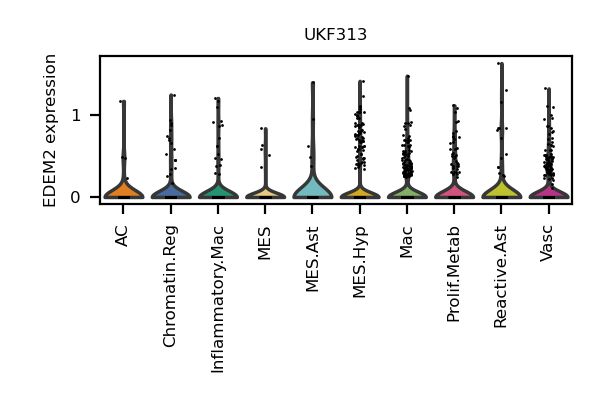 UKF313
EDEM2 expression
1
0
AC
Chromatin.Reg
Inflammatory.Mac
MES
MES.Ast
MES.Hyp
Mac
Prolif.Metab
Reactive.Ast
Vasc